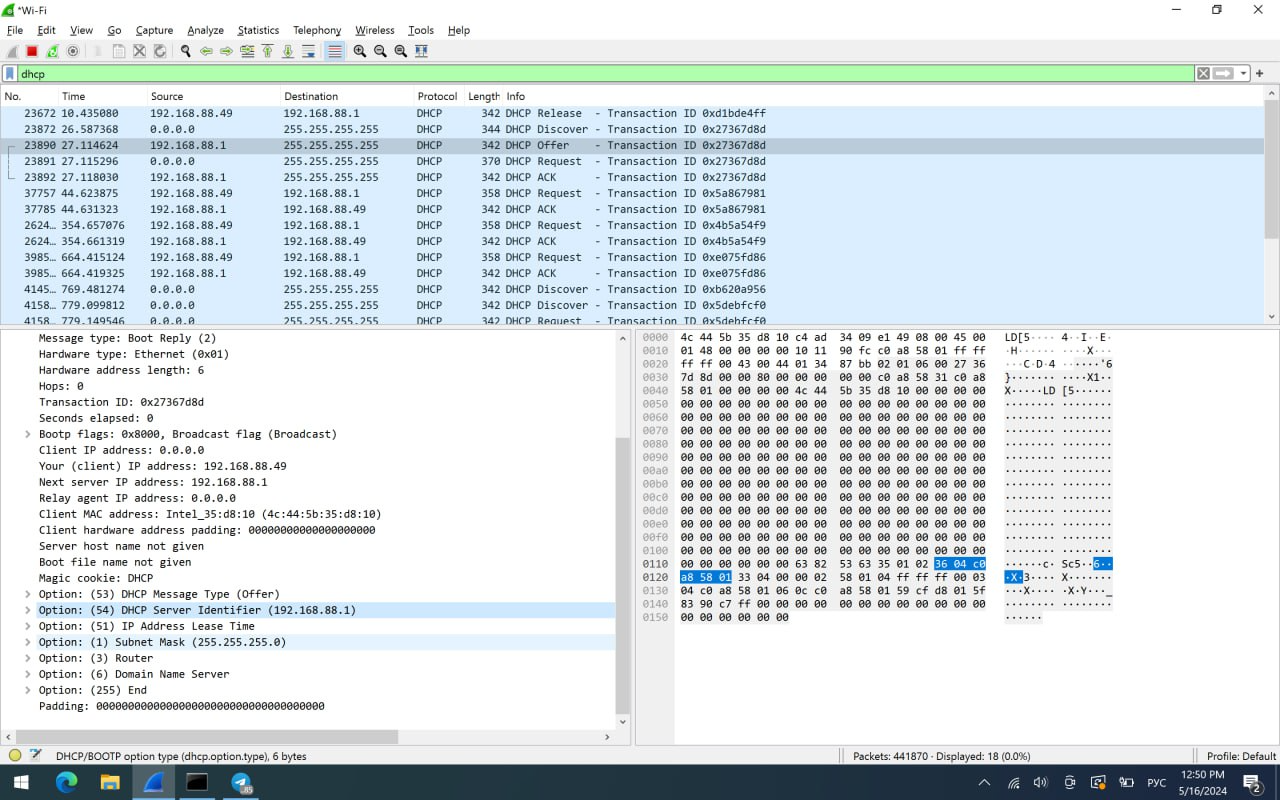 *Wi-Fi
File Edit View Go Capture Analyze Statistics Telephony Wireless Tools Help
dhcp
No. Time Source Destination Protocol Length Info
23672 10.435080 192.168.88.49 192.168.88.1 DHCP 342 DHCP Release - Transaction ID 0xd1bde4ff
23872 26.587368 0.0.0.0 255.255.255.255 DHCP 344 DHCP Discover - Transaction ID 0x27367d8d
23890 27.114624 192.168.88.1 255.255.255.255 DHCP 342 DHCP Offer - Transaction ID 0x27367d8d
23891 27.115296 0.0.0.0 255.255.255.255 DHCP 370 DHCP Request - Transaction ID 0x27367d8d
23892 27.118030 192.168.88.1 255.255.255.255 DHCP 342 DHCP ACK - Transaction ID 0x27367d8d
37757 44.623875 192.168.88.49 192.168.88.1 DHCP 358 DHCP Request - Transaction ID 0x5a867981
37785 44.631323 192.168.88.1 192.168.88.49 DHCP 342 DHCP ACK - Transaction ID 0x5a867981
2624… 354.657076 192.168.88.49 192.168.88.1 DHCP 358 DHCP Request - Transaction ID 0x4b5a54f9
2624… 354.661319 192.168.88.1 192.168.88.49 DHCP 342 DHCP ACK - Transaction ID 0x4b5a54f9
3985… 664.415124 192.168.88.49 192.168.88.1 DHCP 358 DHCP Request - Transaction ID 0xe075fd86
3985… 664.419325 192.168.88.1 192.168.88.49 DHCP 342 DHCP ACK - Transaction ID 0xe075fd86
4145… 769.481274 0.0.0.0 255.255.255.255 DHCP 342 DHCP Discover - Transaction ID 0xb620a956
4158… 779.099812 0.0.0.0 255.255.255.255 DHCP 342 DHCP Discover - Transaction ID 0x5debfcf0
4158… 779.149546 0.0.0.0 255.255.255.255 DHCP 342 DHCP Request - Transaction ID 0x5debfcf0
Message type: Boot Reply (2)
Hardware type: Ethernet (0x01)
Hardware address length: 6
Hops: 0
Transaction ID: 0x27367d8d
Seconds elapsed: 0
Bootp flags: 0x8000, Broadcast flag (Broadcast)
Client IP address: 0.0.0.0
Your (client) IP address: 192.168.88.49
Next server IP address: 192.168.88.1
Relay agent IP address: 0.0.0.0
Client MAC address: Intel_35:d8:10 (4c:44:5b:35:d8:10)
Client hardware address padding: 00000000000000000000
Server host name not given
Boot file name not given
Magic cookie: DHCP
Option: (53) DHCP Message Type (Offer)
Option: (54) DHCP Server Identifier (192.168.88.1)
Option: (51) IP Address Lease Time
Option: (1) Subnet Mask (255.255.255.0)
Option: (3) Router
Option: (6) Domain Name Server
Option: (255) End
Padding: 000000000000000000000000000000000000
0000 4c 44 5b 35 d8 10 c4 ad 34 09 e1 49 08 00 45 00 LD[5···· 4··I··E·
0010 01 48 00 00 00 00 10 11 90 fc c0 a8 58 01 ff ff ·H······ ····X···
0020 ff ff 00 43 00 44 01 34 87 bb 02 01 06 00 27 36 ···C·D·4 ······'6
0030 7d 8d 00 00 80 00 00 00 00 00 c0 a8 58 31 c0 a8 }······· ····X1··
0040 58 01 00 00 00 00 4c 44 5b 35 d8 10 00 00 00 00 X·····LD [5······
0050 00 00 00 00 00 00 00 00 00 00 00 00 00 00 00 00 ········ ········
0060 00 00 00 00 00 00 00 00 00 00 00 00 00 00 00 00 ········ ········
0070 00 00 00 00 00 00 00 00 00 00 00 00 00 00 00 00 ········ ········
0080 00 00 00 00 00 00 00 00 00 00 00 00 00 00 00 00 ········ ········
0090 00 00 00 00 00 00 00 00 00 00 00 00 00 00 00 00 ········ ········
00a0 00 00 00 00 00 00 00 00 00 00 00 00 00 00 00 00 ········ ········
00b0 00 00 00 00 00 00 00 00 00 00 00 00 00 00 00 00 ········ ········
00c0 00 00 00 00 00 00 00 00 00 00 00 00 00 00 00 00 ········ ········
00d0 00 00 00 00 00 00 00 00 00 00 00 00 00 00 00 00 ········ ········
00e0 00 00 00 00 00 00 00 00 00 00 00 00 00 00 00 00 ········ ········
00f0 00 00 00 00 00 00 00 00 00 00 00 00 00 00 00 00 ········ ········
0100 00 00 00 00 00 00 00 00 00 00 00 00 00 00 00 00 ········ ········
0110 00 00 00 00 00 00 63 82 53 63 35 01 02 36 04 c0 ······c· Sc5··6··
0120 a8 58 01 33 04 00 00 02 58 01 04 ff ff ff 00 03 ·X·3···· X·······
0130 04 c0 a8 58 01 06 0c c0 a8 58 01 59 cf d8 01 5f ···X···· ·X·Y···_
0140 83 90 c7 ff 00 00 00 00 00 00 00 00 00 00 00 00 ········ ········
0150 00 00 00 00 00 00 ······
DHCP/BOOTP option type (dhcp.option.type), 6 bytes
Packets: 441870 · Displayed: 18 (0.0%)
Profile: Default
85
РУС
12:50 PM
5/16/2024
2